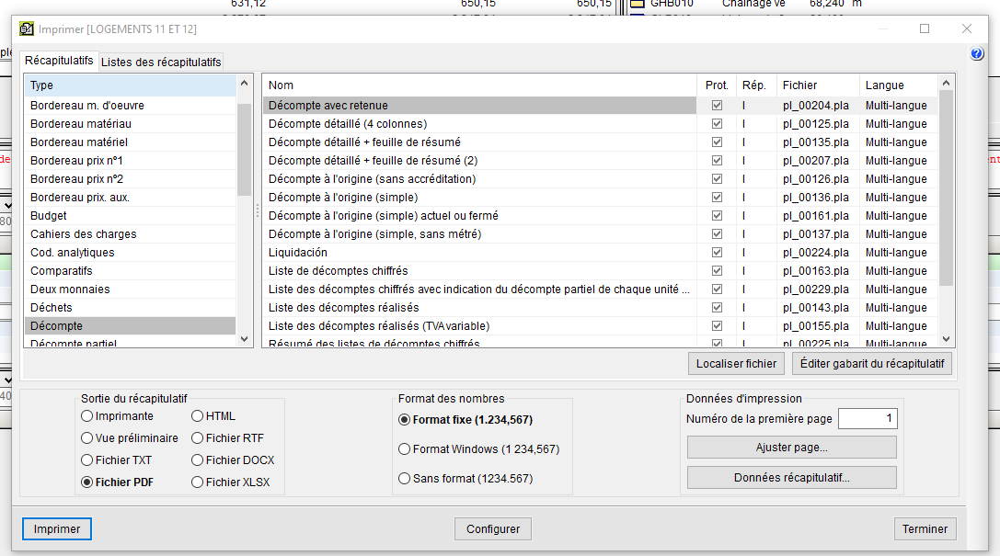 631,12 650,15 650,15 GHB010 Chaînage ve 68,240 m
Imprimer [LOGEMENTS 11 ET 12]
Récapitulatifs Listes des récapitulatifs
Type
Bordereau m. d'oeuvre
Bordereau matériau
Bordereau matériel
Bordereau prix nº1
Bordereau prix nº2
Bordereau prix. aux.
Budget
Cahiers des charges
Cod. analytiques
Comparatifs
Deux monnaies
Déchets
Décompte
Décompte partiel
Nom Prot. Rép. Fichier Langue
Décompte avec retenue I pl_00204.pla Multi-langue
Décompte détaillé (4 colonnes) I pl_00125.pla Multi-langue
Décompte détaillé + feuille de résumé I pl_00135.pla Multi-langue
Décompte détaillé + feuille de résumé (2) I pl_00207.pla Multi-langue
Décompte à l'origine (sans accréditation) I pl_00126.pla Multi-langue
Décompte à l'origine (simple) I pl_00136.pla Multi-langue
Décompte à l'origine (simple) actuel ou fermé I pl_00161.pla Multi-langue
Décompte à l'origine (simple, sans métré) I pl_00137.pla Multi-langue
Liquidación I pl_00224.pla Multi-langue
Liste de décomptes chiffrés I pl_00163.pla Multi-langue
Liste des décomptes chiffrés avec indication du décompte partiel de chaque unité ... I pl_00229.pla Multi-langue
Liste des décomptes réalisés I pl_00143.pla Multi-langue
Liste des décomptes réalisés (TVA variable) I pl_00155.pla Multi-langue
Résumé des listes de décomptes chiffrés I pl_00225.pla Multi-langue
Localiser fichier Éditer gabarit du récapitulatif
Sortie du récapitulatif
Imprimante HTML
Vue préliminaire Fichier RTF
Fichier TXT Fichier DOCX
Fichier PDF Fichier XLSX
Format des nombres
Format fixe (1.234,567)
Format Windows (1 234,567)
Sans format (1234.567)
Données d'impression
Numéro de la première page 1
Ajuster page...
Données récapitulatif...
Imprimer Configurer Terminer